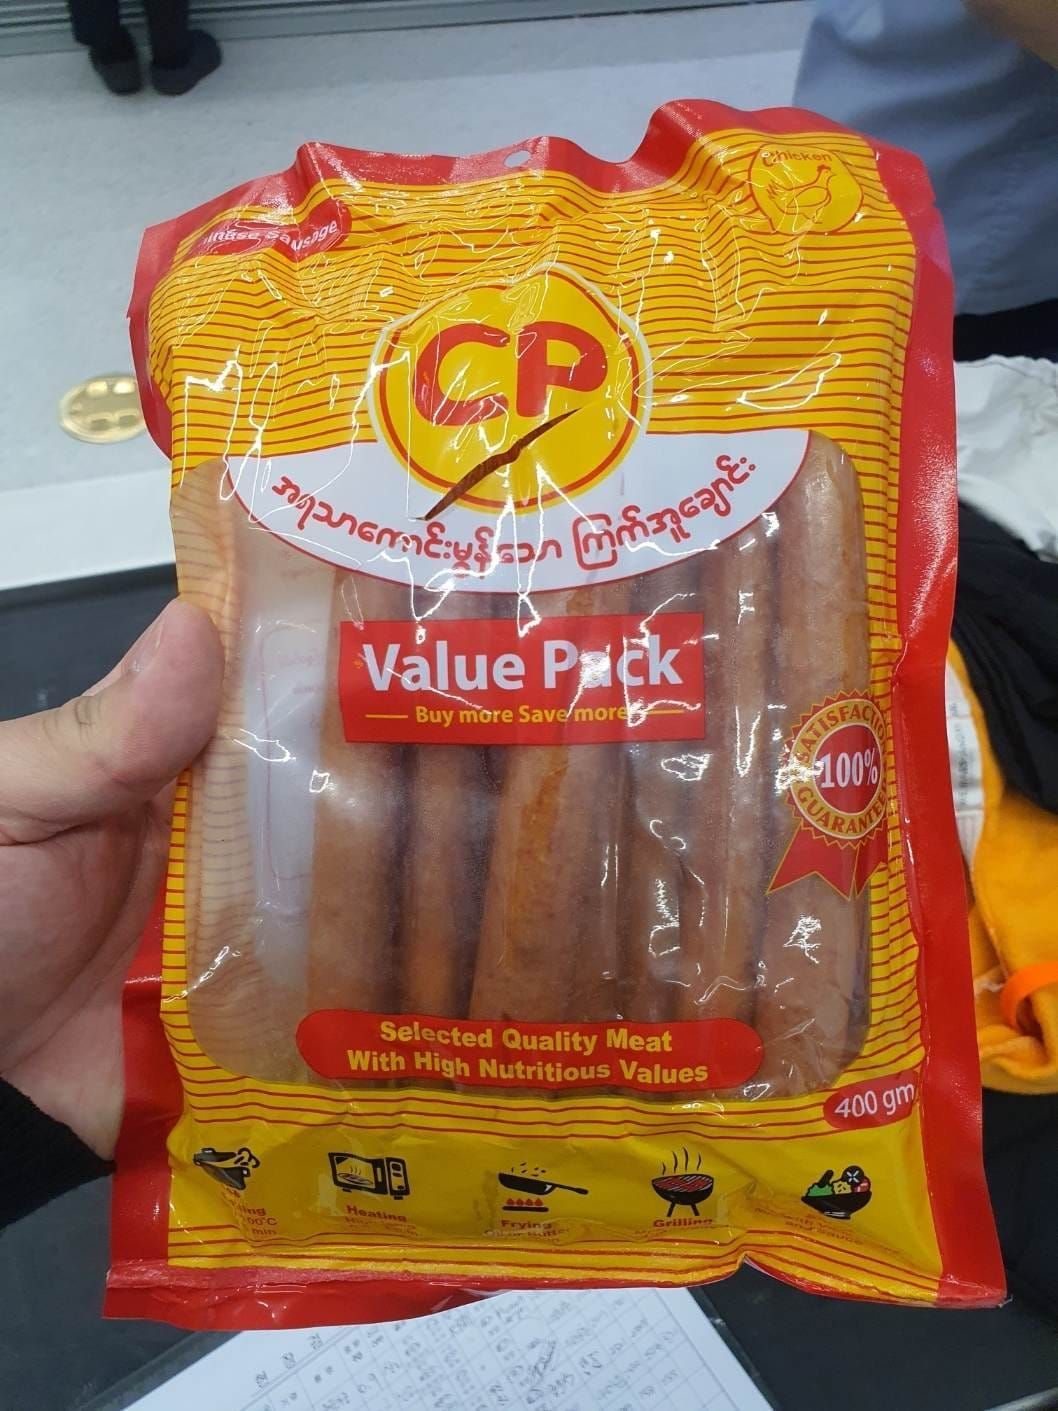 Chinese Sausage
Chicken
CP
အရသာကောင်းမွန်သော ကြက်အူချောင်း
Value Pack
Buy more Save more
SATISFACTION
100%
GUARANTEE
Selected Quality Meat
With High Nutritious Values
400 gm
Heating
Frying
Grilling